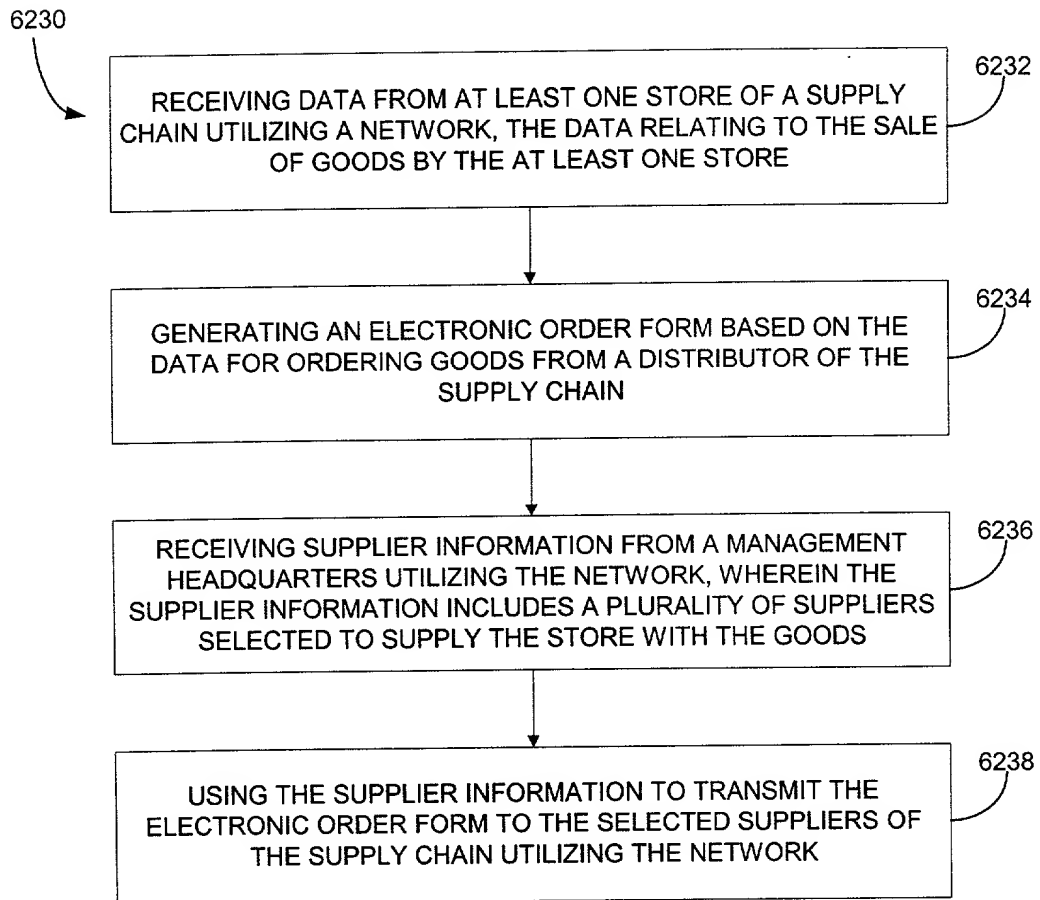 6230
6232
RECEIVING DATA FROM AT LEAST ONE STORE OF A SUPPLY
CHAIN UTILIZING A NETWORK, THE DATA RELATING TO THE SALE
OF GOODS BY THE AT LEAST ONE STORE
6234
GENERATING AN ELECTRONIC ORDER FORM BASED ON THE
DATA FOR ORDERING GOODS FROM A DISTRIBUTOR OF THE
SUPPLY CHAIN
6236
RECEIVING SUPPLIER INFORMATION FROM A MANAGEMENT
HEADQUARTERS UTILIZING THE NETWORK, WHEREIN THE
SUPPLIER INFORMATION INCLUDES A PLURALITY OF SUPPLIERS
SELECTED TO SUPPLY THE STORE WITH THE GOODS
6238
USING THE SUPPLIER INFORMATION TO TRANSMIT THE
ELECTRONIC ORDER FORM TO THE SELECTED SUPPLIERS OF
THE SUPPLY CHAIN UTILIZING THE NETWORK